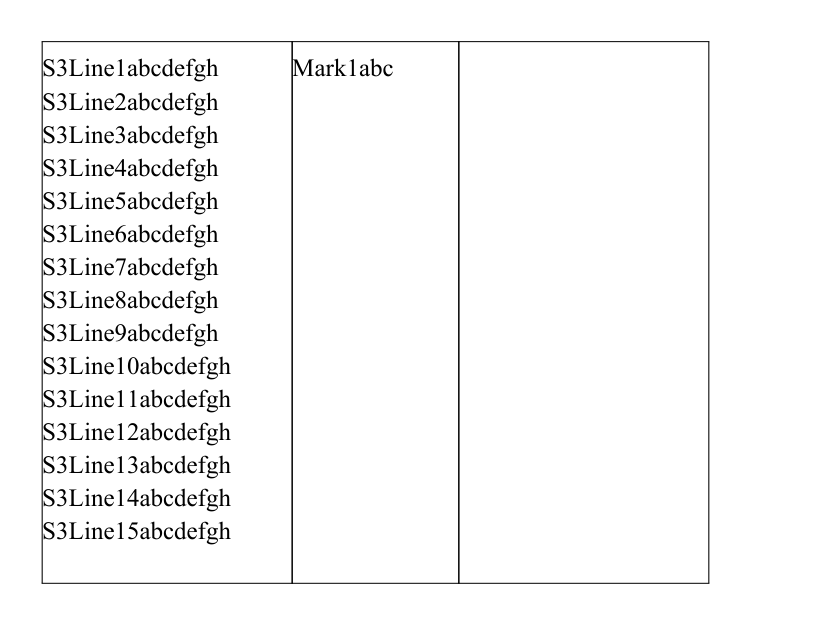 S3Line1abcdefgh
S3Line2abcdefgh
S3Line3abcdefgh
S3Line4abcdefgh
S3Line5abcdefgh
S3Line6abcdefgh
S3Line7abcdefgh
S3Line8abcdefgh
S3Line9abcdefgh
S3Line10abcdefgh
S3Line11abcdefgh
S3Line12abcdefgh
S3Line13abcdefgh
S3Line14abcdefgh
S3Line15abcdefgh
Mark1abc